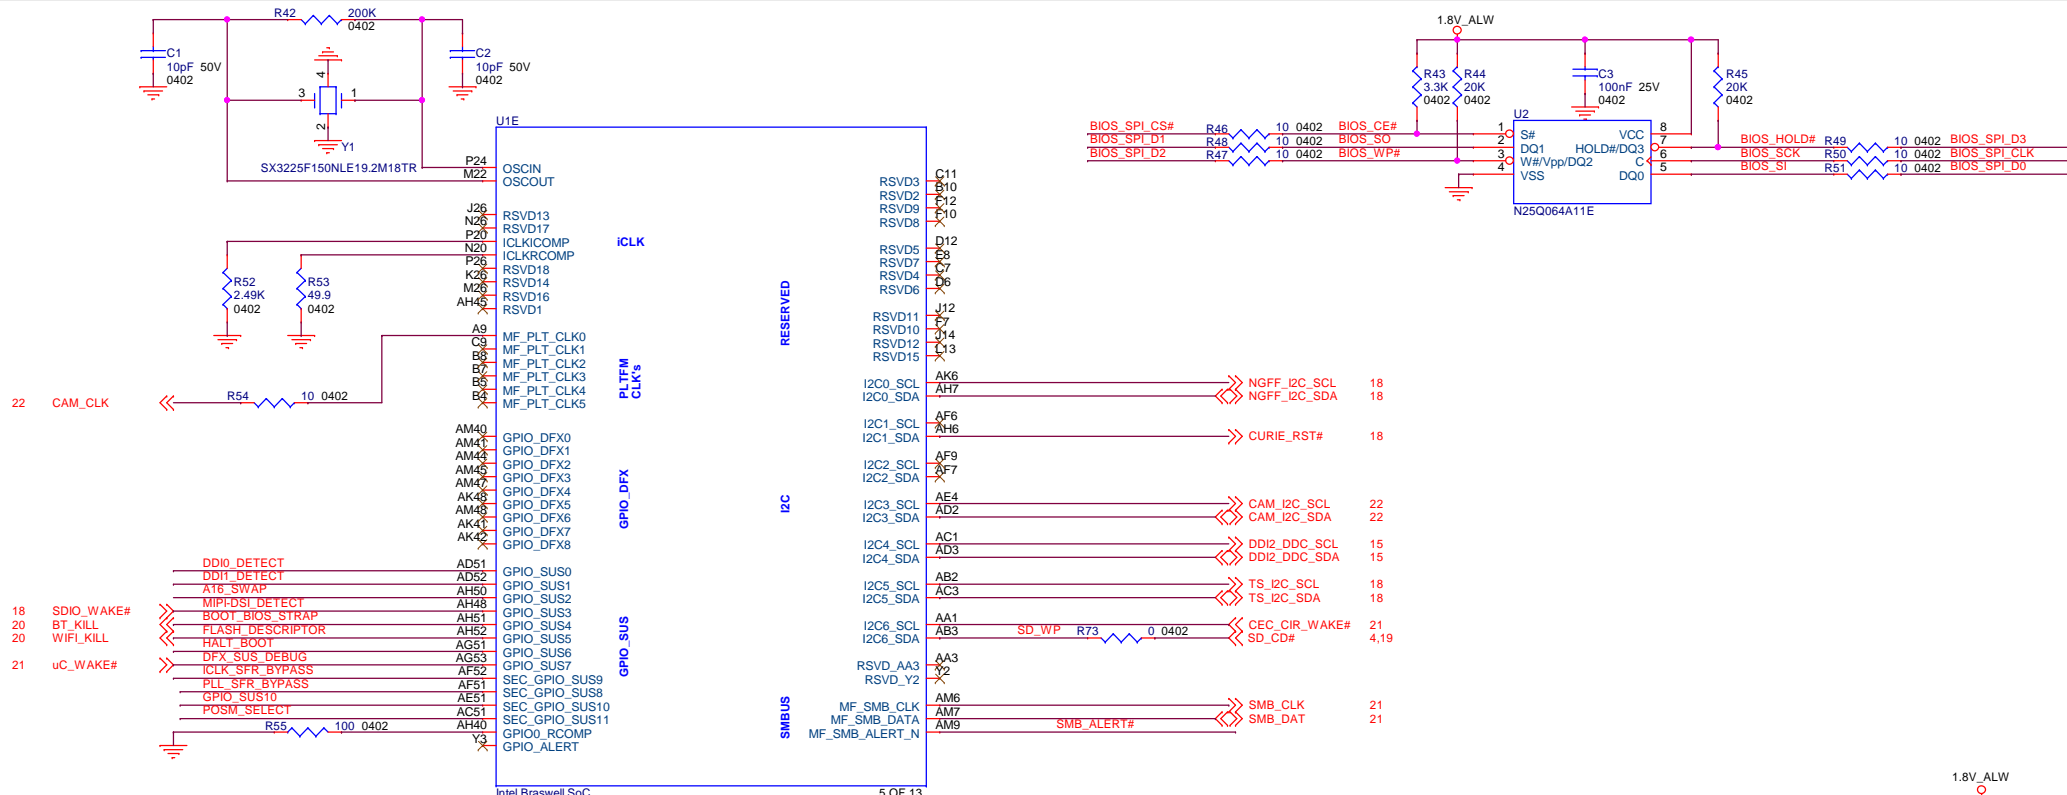 R42 200K
0402
C1
10pF 50V
0402
C2
10pF 50V
0402
4
3
1
2
Y1
SX3225F150NLE19.2M18TR
1.8V_ALW
R43
3.3K
0402
R44
20K
0402
C3
100nF 25V
0402
R45
20K
0402
U2
BIOS_SPI_CS# R46 10 0402 BIOS_CE# 1 S# VCC 8
BIOS_SPI_D1 R48 10 0402 BIOS_SO 2 DQ1 HOLD#/DQ3 7 BIOS_HOLD# R49 10 0402 BIOS_SPI_D3
BIOS_SPI_D2 R47 10 0402 BIOS_WP# 3 W#/Vpp/DQ2 C 6 BIOS_SCK R50 10 0402 BIOS_SPI_CLK
4 VSS DQ0 5 BIOS_SI R51 10 0402 BIOS_SPI_D0
N25Q064A11E
U1E
P24 OSCIN
M22 OSCOUT
J26 RSVD13
N26 RSVD17
P20 ICLKICOMP
N20 ICLKRCOMP
P26 RSVD18
K26 RSVD14
M26 RSVD16
AH45 RSVD1
iCLK
R52
2.49K
0402
R53
49.9
0402
A9 MF_PLT_CLK0
C9 MF_PLT_CLK1
B8 MF_PLT_CLK2
B7 MF_PLT_CLK3
B5 MF_PLT_CLK4
B4 MF_PLT_CLK5
PLTFM
CLK's
22 CAM_CLK R54 10 0402
AM40 GPIO_DFX0
AM41 GPIO_DFX1
AM44 GPIO_DFX2
AM45 GPIO_DFX3
AM47 GPIO_DFX4
AK48 GPIO_DFX5
AM48 GPIO_DFX6
AK41 GPIO_DFX7
AK42 GPIO_DFX8
GPIO_DFX
DDI0_DETECT AD51 GPIO_SUS0
DDI1_DETECT AD52 GPIO_SUS1
A16_SWAP AH50 GPIO_SUS2
18 SDIO_WAKE# MIPI-DSI_DETECT AH48 GPIO_SUS3
20 BT_KILL BOOT_BIOS_STRAP AH51 GPIO_SUS4
20 WIFI_KILL FLASH_DESCRIPTOR AH52 GPIO_SUS5
HALT_BOOT AG51 GPIO_SUS6
21 uC_WAKE# DFX_SUS_DEBUG AG53 GPIO_SUS7
ICLK_SFR_BYPASS AF52 SEC_GPIO_SUS9
PLL_SFR_BYPASS AF51 SEC_GPIO_SUS8
GPIO_SUS10 AE51 SEC_GPIO_SUS10
POSM_SELECT AC51 SEC_GPIO_SUS11
R55 100 0402 AH40 GPIO0_RCOMP
Y3 GPIO_ALERT
GPIO_SUS
RSVD3 C11
RSVD2 B10
RSVD9 F12
RSVD8 F10
RSVD5 D12
RSVD7 E8
RSVD4 C7
RSVD6 D6
RSVD11 J12
RSVD10 F7
RSVD12 J14
RSVD15 L13
RESERVED
I2C0_SCL AK6 NGFF_I2C_SCL 18
I2C0_SDA AH7 NGFF_I2C_SDA 18
I2C1_SCL AF6
I2C1_SDA AH6 CURIE_RST# 18
I2C2_SCL AF9
I2C2_SDA AF7
I2C3_SCL AE4 CAM_I2C_SCL 22
I2C3_SDA AD2 CAM_I2C_SDA 22
I2C4_SCL AC1 DDI2_DDC_SCL 15
I2C4_SDA AD3 DDI2_DDC_SDA 15
I2C5_SCL AB2 TS_I2C_SCL 18
I2C5_SDA AC3 TS_I2C_SDA 18
I2C6_SCL AA1 CEC_CIR_WAKE# 21
I2C6_SDA AB3 SD_WP R73 0 0402 SD_CD# 4,19
I2C
RSVD_AA3 AA3
RSVD_Y2 Y2
MF_SMB_CLK AM6 SMB_CLK 21
MF_SMB_DATA AM7 SMB_DAT 21
MF_SMB_ALERT_N AM9 SMB_ALERT#
SMBUS
Intel Braswell SoC 5 OF 13
1.8V_ALW